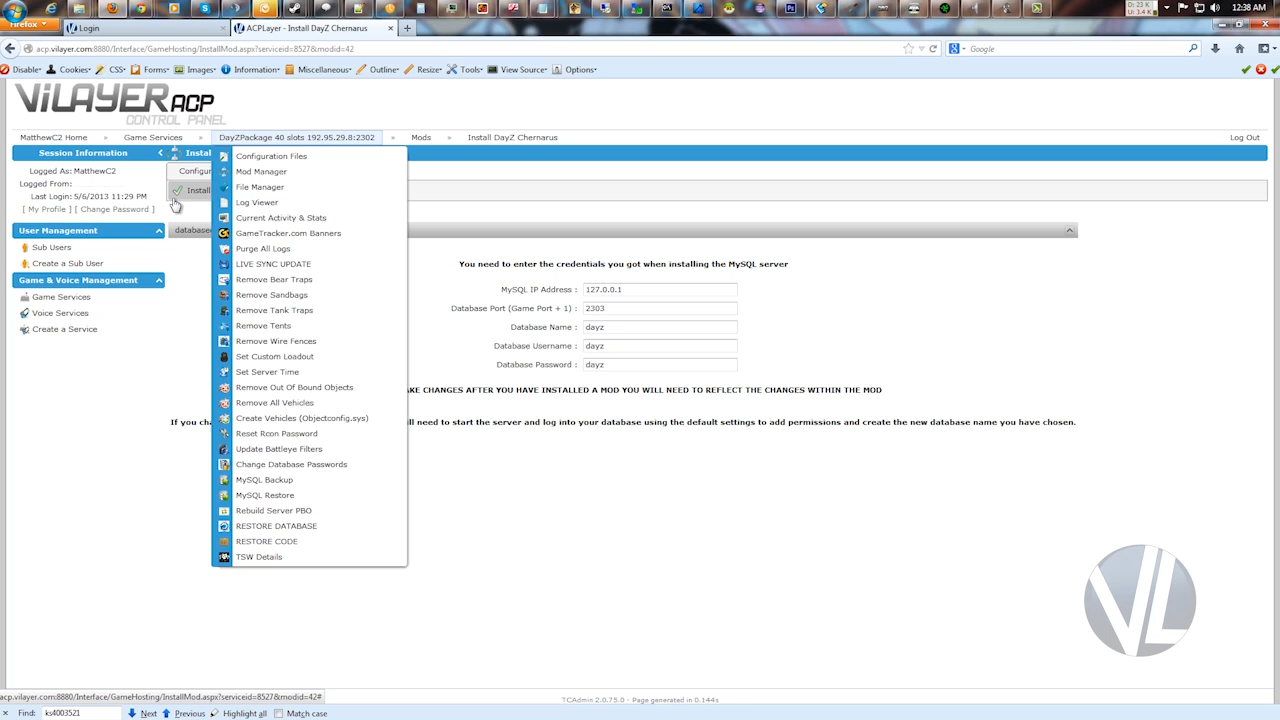 D: 23 K
U: 3.4 K
12:38 AM
Firefox
Login
ACPLayer - Install DayZ Chernarus
acp.vilayer.com:8880/Interface/GameHosting/InstallMod.aspx?serviceid=8527&modid=42
Google
Disable
Cookies
CSS
Forms
Images
Information
Miscellaneous
Outline
Resize
Tools
View Source
Options
ViLAYER ACP
CONTROL PANEL
MatthewC2 Home » Game Services » DayZPackage 40 slots 192.95.29.8:2302 » Mods » Install DayZ Chernarus
Log Out
Session Information
Logged As: MatthewC2
Logged From:
Last Login: 5/6/2013 11:29 PM
[ My Profile ] [ Change Password ]
User Management
Sub Users
Create a Sub User
Game & Voice Management
Game Services
Voice Services
Create a Service
Instal
Configur
Install
database
Configuration Files
Mod Manager
File Manager
Log Viewer
Current Activity & Stats
GameTracker.com Banners
Purge All Logs
LIVE SYNC UPDATE
Remove Bear Traps
Remove Sandbags
Remove Tank Traps
Remove Tents
Remove Wire Fences
Set Custom Loadout
Set Server Time
Remove Out Of Bound Objects
Remove All Vehicles
Create Vehicles (Objectconfig.sys)
Reset Rcon Password
Update Battleye Filters
Change Database Passwords
MySQL Backup
MySQL Restore
Rebuild Server PBO
RESTORE DATABASE
RESTORE CODE
TSW Details
You need to enter the credentials you got when installing the MySQL server
MySQL IP Address : 127.0.0.1
Database Port (Game Port + 1) : 2303
Database Name : dayz
Database Username : dayz
Database Password : dayz
AKE CHANGES AFTER YOU HAVE INSTALLED A MOD YOU WILL NEED TO REFLECT THE CHANGES WITHIN THE MOD
If you cha ll need to start the server and log into your database using the default settings to add permissions and create the new database name you have chosen.
VL
acp.vilayer.com:8880/Interface/GameHosting/InstallMod.aspx?serviceid=8527&modid=42#
TCAdmin 2.0.75.0 - Page generated in 0.144s
Find: ks4003521
Next
Previous
Highlight all
Match case